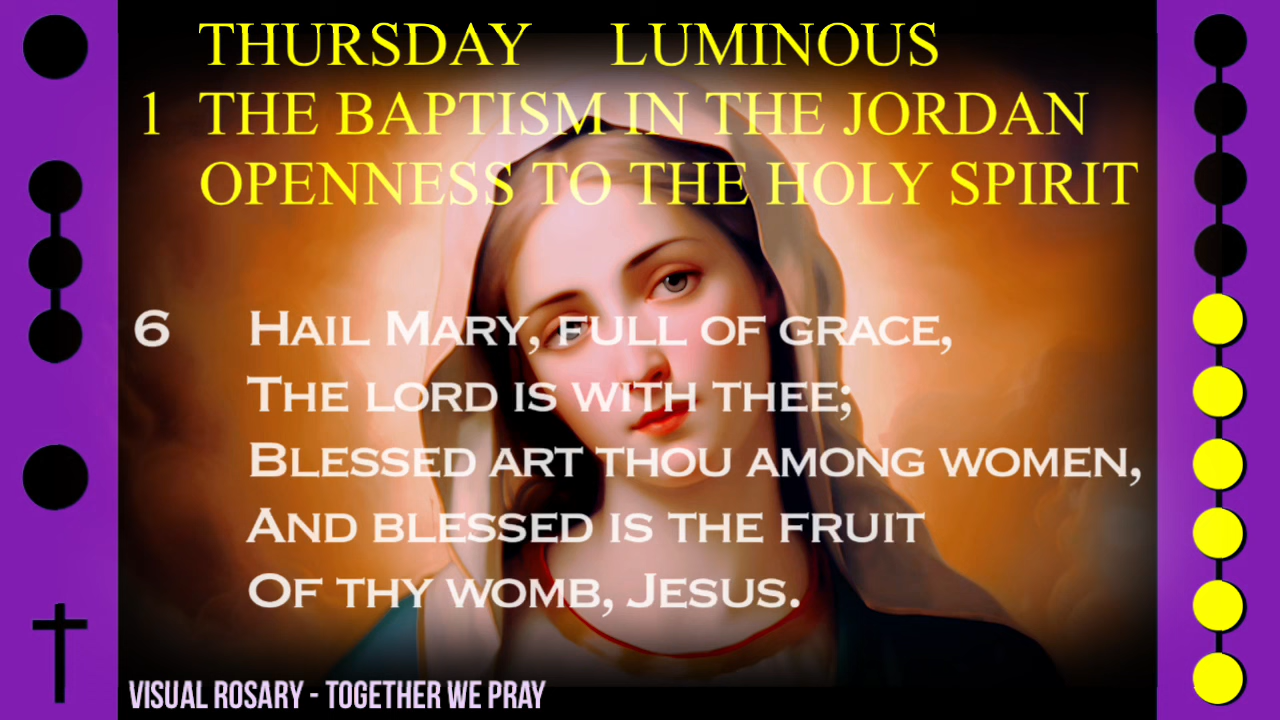 THURSDAY LUMINOUS
1 THE BAPTISM IN THE JORDAN
OPENNESS TO THE HOLY SPIRIT
6 HAIL MARY, FULL OF GRACE,
THE LORD IS WITH THEE;
BLESSED ART THOU AMONG WOMEN,
AND BLESSED IS THE FRUIT
OF THY WOMB, JESUS.
VISUAL ROSARY - TOGETHER WE PRAY